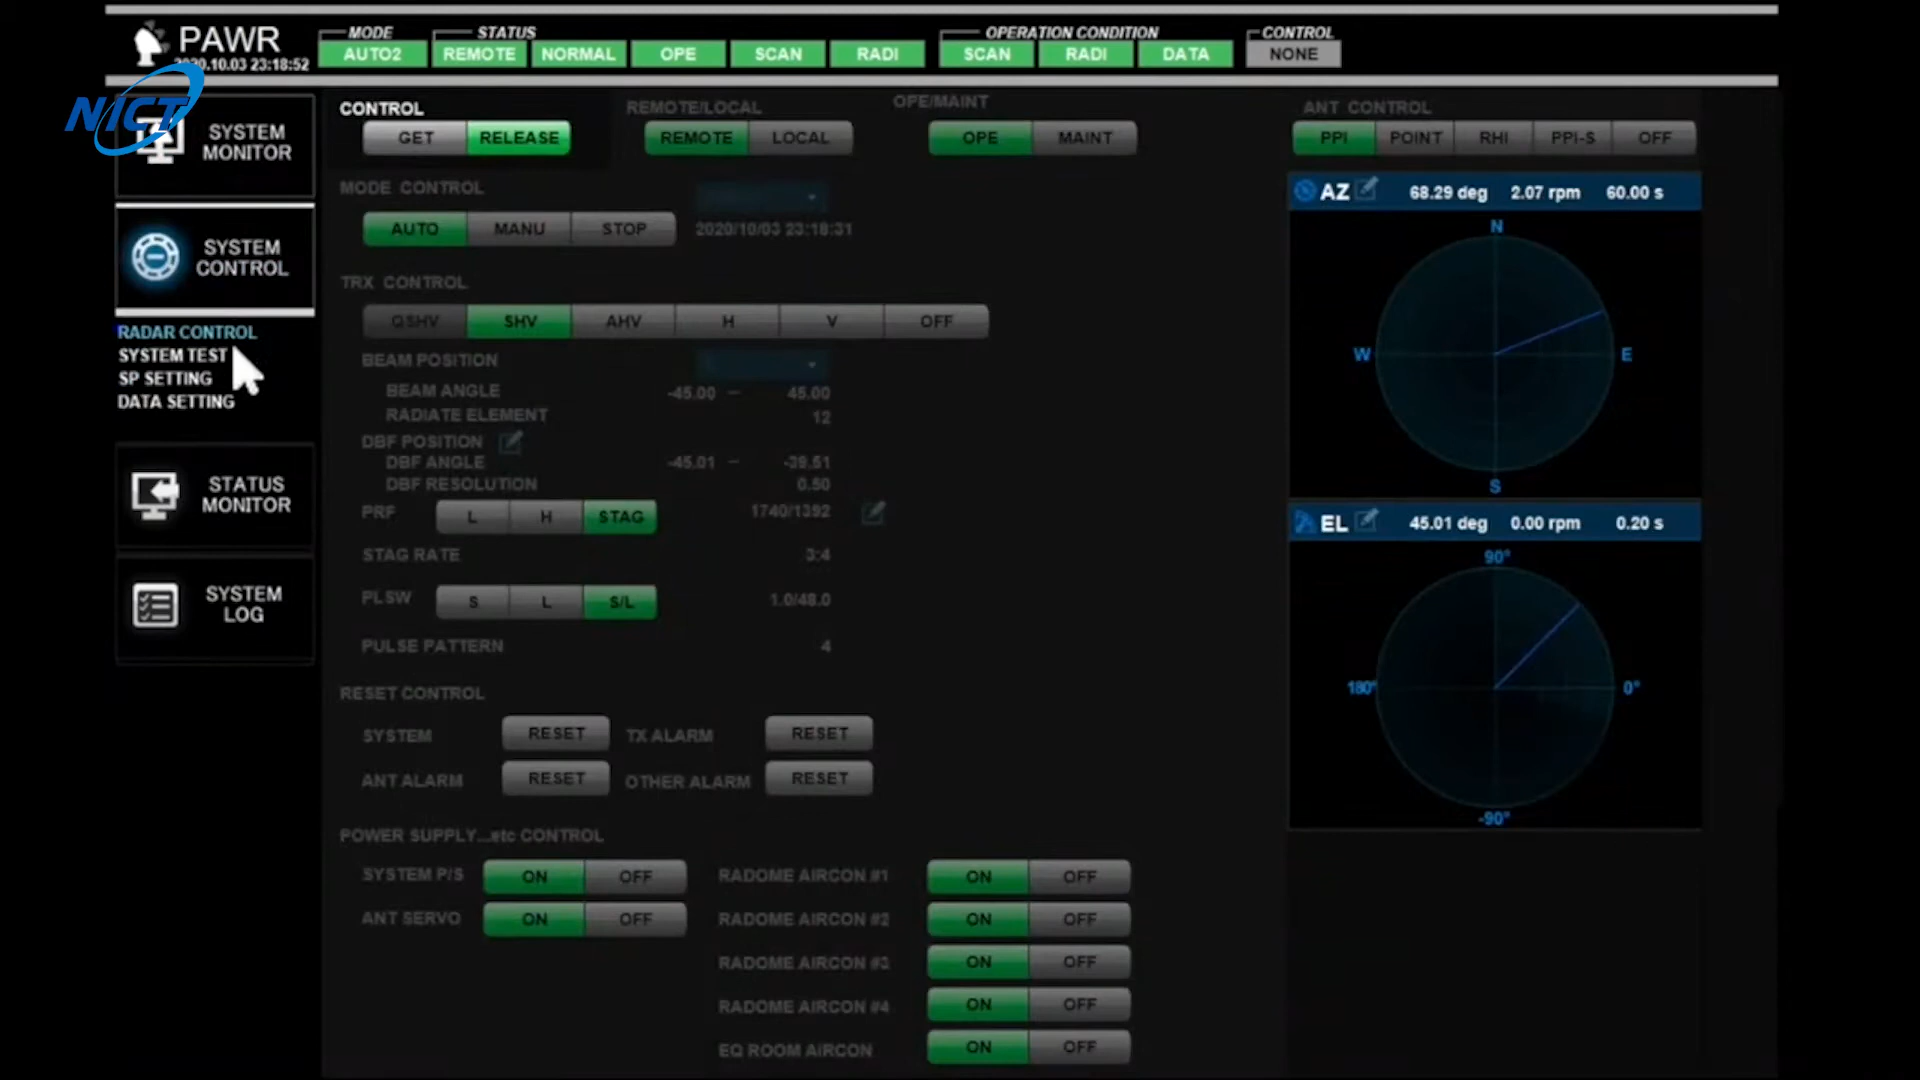 PAWR
2020.10.03 23:18:52
MODE
AUTO2
STATUS
REMOTE NORMAL OPE SCAN RADI
OPERATION CONDITION
SCAN RADI DATA
CONTROL
NONE
NICT
SYSTEM
MONITOR
SYSTEM
CONTROL
RADAR CONTROL
SYSTEM TEST
SP SETTING
DATA SETTING
STATUS
MONITOR
SYSTEM
LOG
CONTROL
GET RELEASE
REMOTE/LOCAL
REMOTE LOCAL
OPE/MAINT
OPE MAINT
MODE CONTROL
AUTO MANU STOP
2020/10/03 23:18:31
TRX CONTROL
QSHV SHV AHV H V OFF
BEAM POSITION
BEAM ANGLE -45.00 – 45.00
RADIATE ELEMENT 12
DBF POSITION
DBF ANGLE -45.01 – -39.51
DBF RESOLUTION 0.50
PRF L H STAG 1740/1392
STAG RATE 3:4
PLSW S L S/L 1.0/48.0
PULSE PATTERN 4
RESET CONTROL
SYSTEM RESET TX ALARM RESET
ANT ALARM RESET OTHER ALARM RESET
POWER SUPPLY...etc CONTROL
SYSTEM P/S ON OFF
ANT SERVO ON OFF
RADOME AIRCON #1 ON OFF
RADOME AIRCON #2 ON OFF
RADOME AIRCON #3 ON OFF
RADOME AIRCON #4 ON OFF
EQ ROOM AIRCON ON OFF
ANT CONTROL
PPI POINT RHI PPI-S OFF
AZ 68.29 deg 2.07 rpm 60.00 s
N
W E
S
EL 45.01 deg 0.00 rpm 0.20 s
90°
180° 0°
-90°